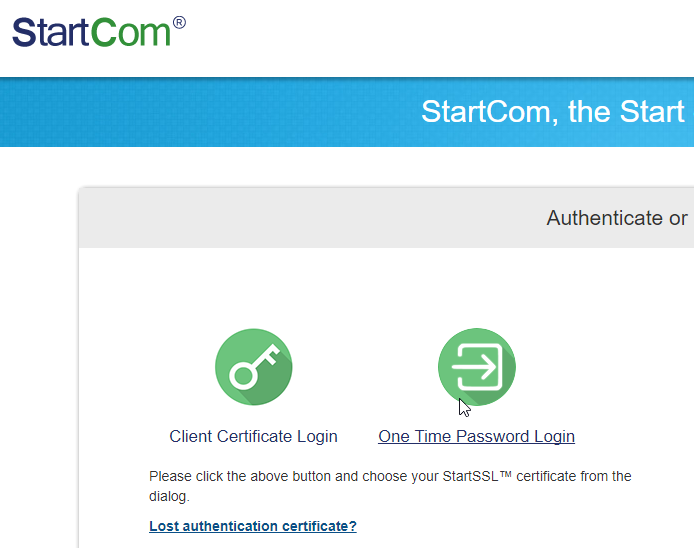 StartCom®
StartCom, the Start
Authenticate or
Client Certificate Login
One Time Password Login
Please click the above button and choose your StartSSL™ certificate from the
dialog.
Lost authentication certificate?